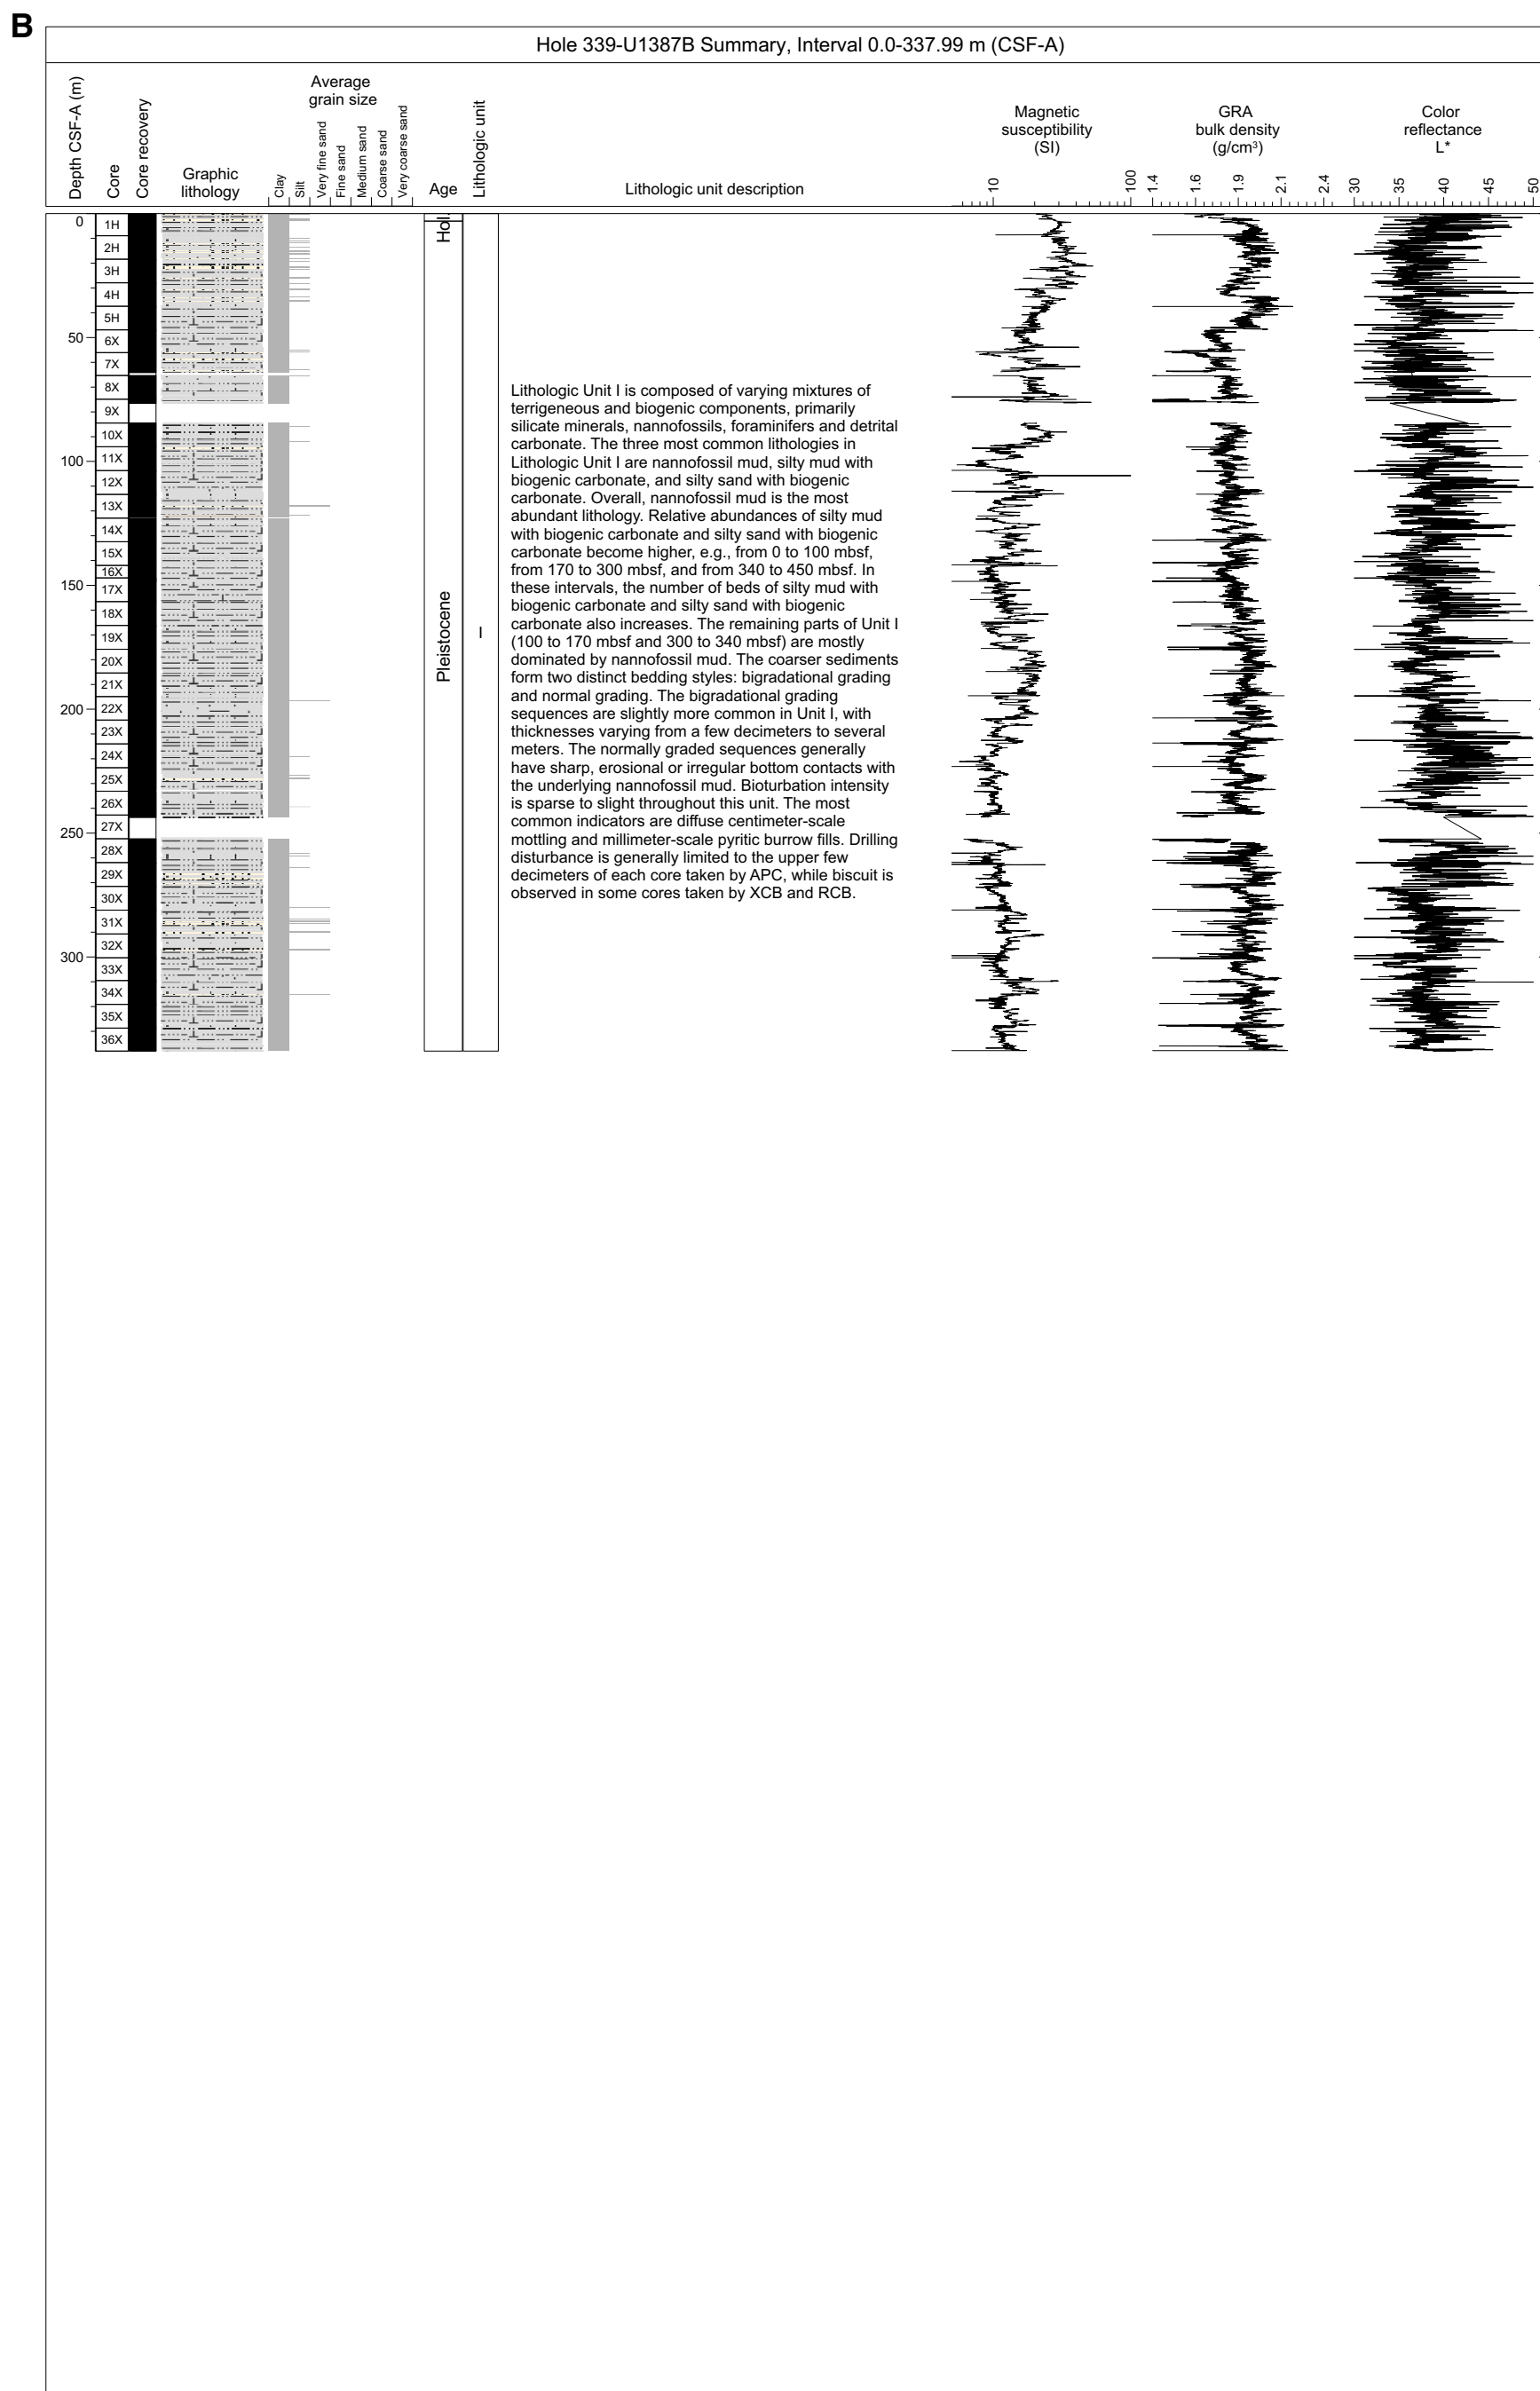 B
Hole 339-U1387B Summary, Interval 0.0-337.99 m (CSF-A)
Depth CSF-A (m)
Core
Core recovery
Graphic
lithology
Average
grain size
Clay
Silt
Very fine sand
Fine sand
Medium sand
Coarse sand
Very coarse sand
Age
Lithologic unit
Lithologic unit description
Magnetic
susceptibility
(SI)
10
100
GRA
bulk density
(g/cm³)
1.4
1.6
1.9
2.1
2.4
Color
reflectance
L*
30
35
40
45
50
0
50
100
150
200
250
300
1H
2H
3H
4H
5H
6X
7X
8X
9X
10X
11X
12X
13X
14X
15X
16X
17X
18X
19X
20X
21X
22X
23X
24X
25X
26X
27X
28X
29X
30X
31X
32X
33X
34X
35X
36X
Hol.
Pleistocene
I
Lithologic Unit I is composed of varying mixtures of
terrigeneous and biogenic components, primarily
silicate minerals, nannofossils, foraminifers and detrital
carbonate. The three most common lithologies in
Lithologic Unit I are nannofossil mud, silty mud with
biogenic carbonate, and silty sand with biogenic
carbonate. Overall, nannofossil mud is the most
abundant lithology. Relative abundances of silty mud
with biogenic carbonate and silty sand with biogenic
carbonate become higher, e.g., from 0 to 100 mbsf,
from 170 to 300 mbsf, and from 340 to 450 mbsf. In
these intervals, the number of beds of silty mud with
biogenic carbonate and silty sand with biogenic
carbonate also increases. The remaining parts of Unit I
(100 to 170 mbsf and 300 to 340 mbsf) are mostly
dominated by nannofossil mud. The coarser sediments
form two distinct bedding styles: bigradational grading
and normal grading. The bigradational grading
sequences are slightly more common in Unit I, with
thicknesses varying from a few decimeters to several
meters. The normally graded sequences generally
have sharp, erosional or irregular bottom contacts with
the underlying nannofossil mud. Bioturbation intensity
is sparse to slight throughout this unit. The most
common indicators are diffuse centimeter-scale
mottling and millimeter-scale pyritic burrow fills. Drilling
disturbance is generally limited to the upper few
decimeters of each core taken by APC, while biscuit is
observed in some cores taken by XCB and RCB.